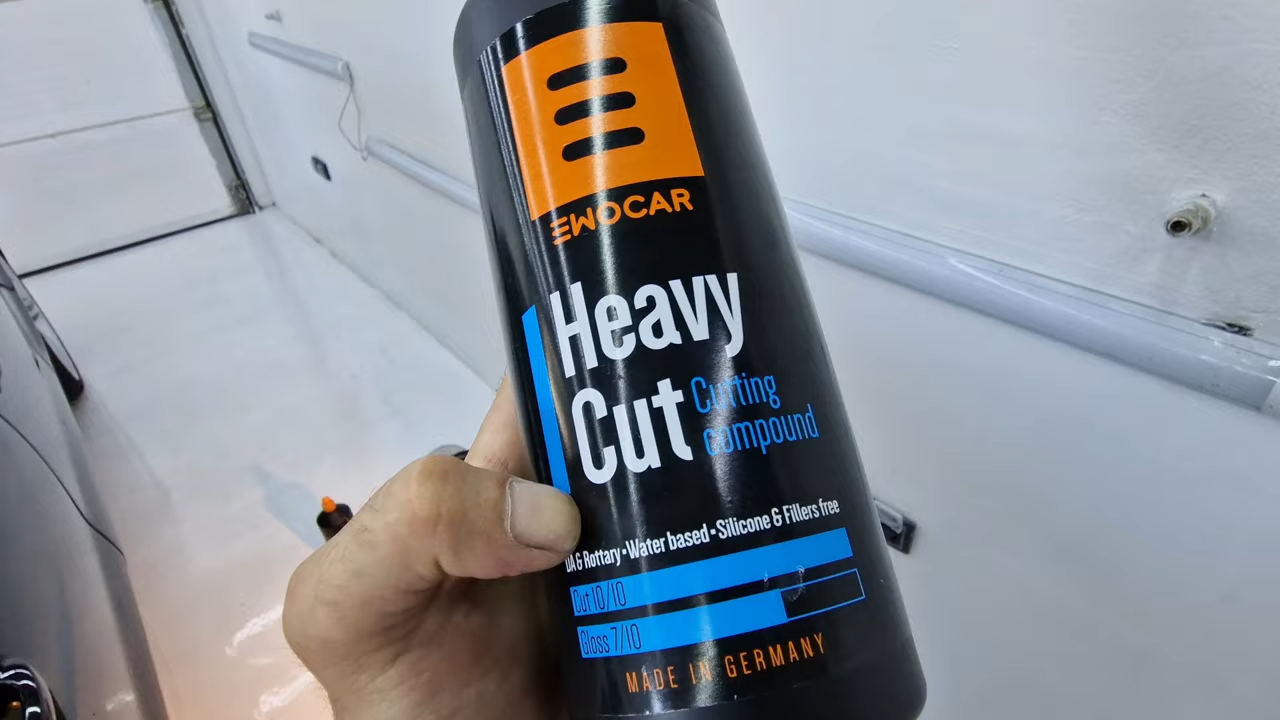 EWOCAR
Heavy
Cut Cutting
compound
DA & Rottary • Water based • Silicone & Fillers free
Cut 10/10
Gloss 7/10
MADE IN GERMANY